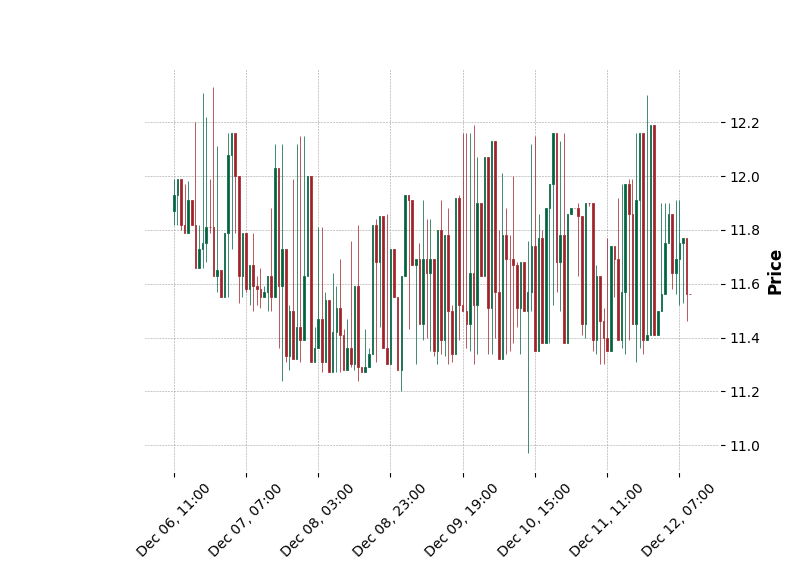 12.2
12.0
11.8
11.6
11.4
11.2
11.0
Price
Dec 06, 11:00
Dec 07, 07:00
Dec 08, 03:00
Dec 08, 23:00
Dec 09, 19:00
Dec 10, 15:00
Dec 11, 11:00
Dec 12, 07:00